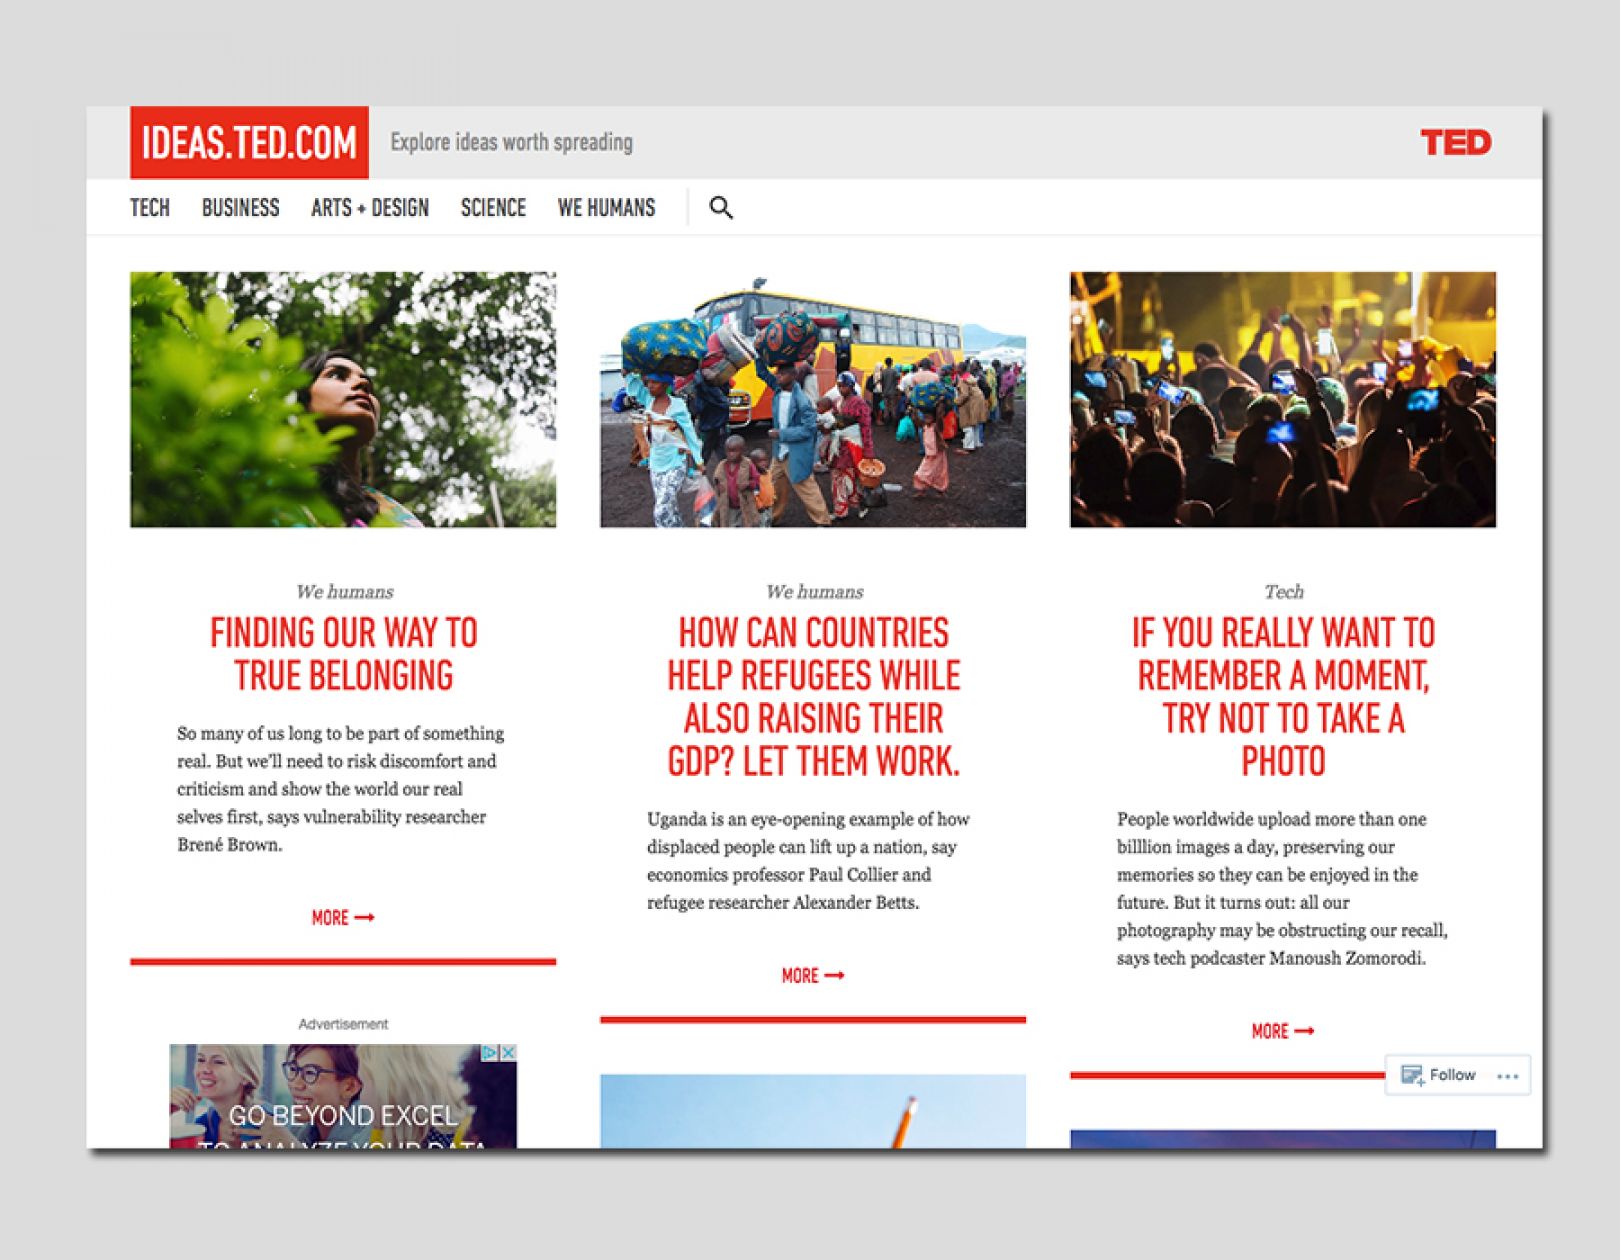 IDEAS.TED.COM
Explore ideas worth spreading
TED
TECH
BUSINESS
ARTS + DESIGN
SCIENCE
WE HUMANS
We humans
FINDING OUR WAY TO
TRUE BELONGING
So many of us long to be part of something
real. But we'll need to risk discomfort and
criticism and show the world our real
selves first, says vulnerability researcher
Brené Brown.
MORE
Advertisement
GO BEYOND EXCEL
TO ANALYZE YOUR DATA
We humans
HOW CAN COUNTRIES
HELP REFUGEES WHILE
ALSO RAISING THEIR
GDP? LET THEM WORK.
Uganda is an eye-opening example of how
displaced people can lift up a nation, say
economics professor Paul Collier and
refugee researcher Alexander Betts.
MORE
Tech
IF YOU REALLY WANT TO
REMEMBER A MOMENT,
TRY NOT TO TAKE A
PHOTO
People worldwide upload more than one
billlion images a day, preserving our
memories so they can be enjoyed in the
future. But it turns out: all our
photography may be obstructing our recall,
says tech podcaster Manoush Zomorodi.
MORE
Follow